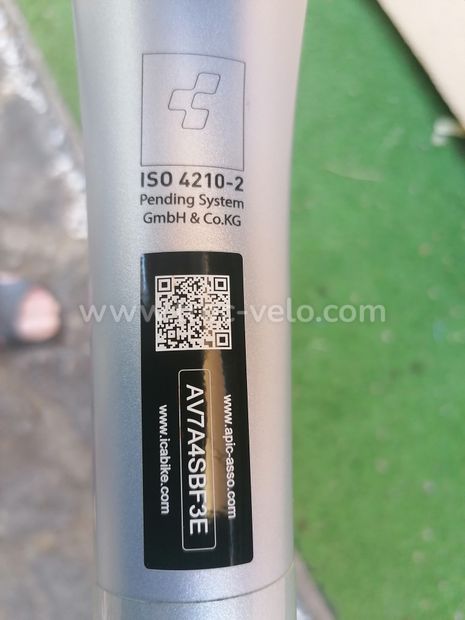 ISO 4210-2
Pending System
GmbH & Co.KG
www.apic-asso.com
AV7A4SBF3E
www.icabike.com